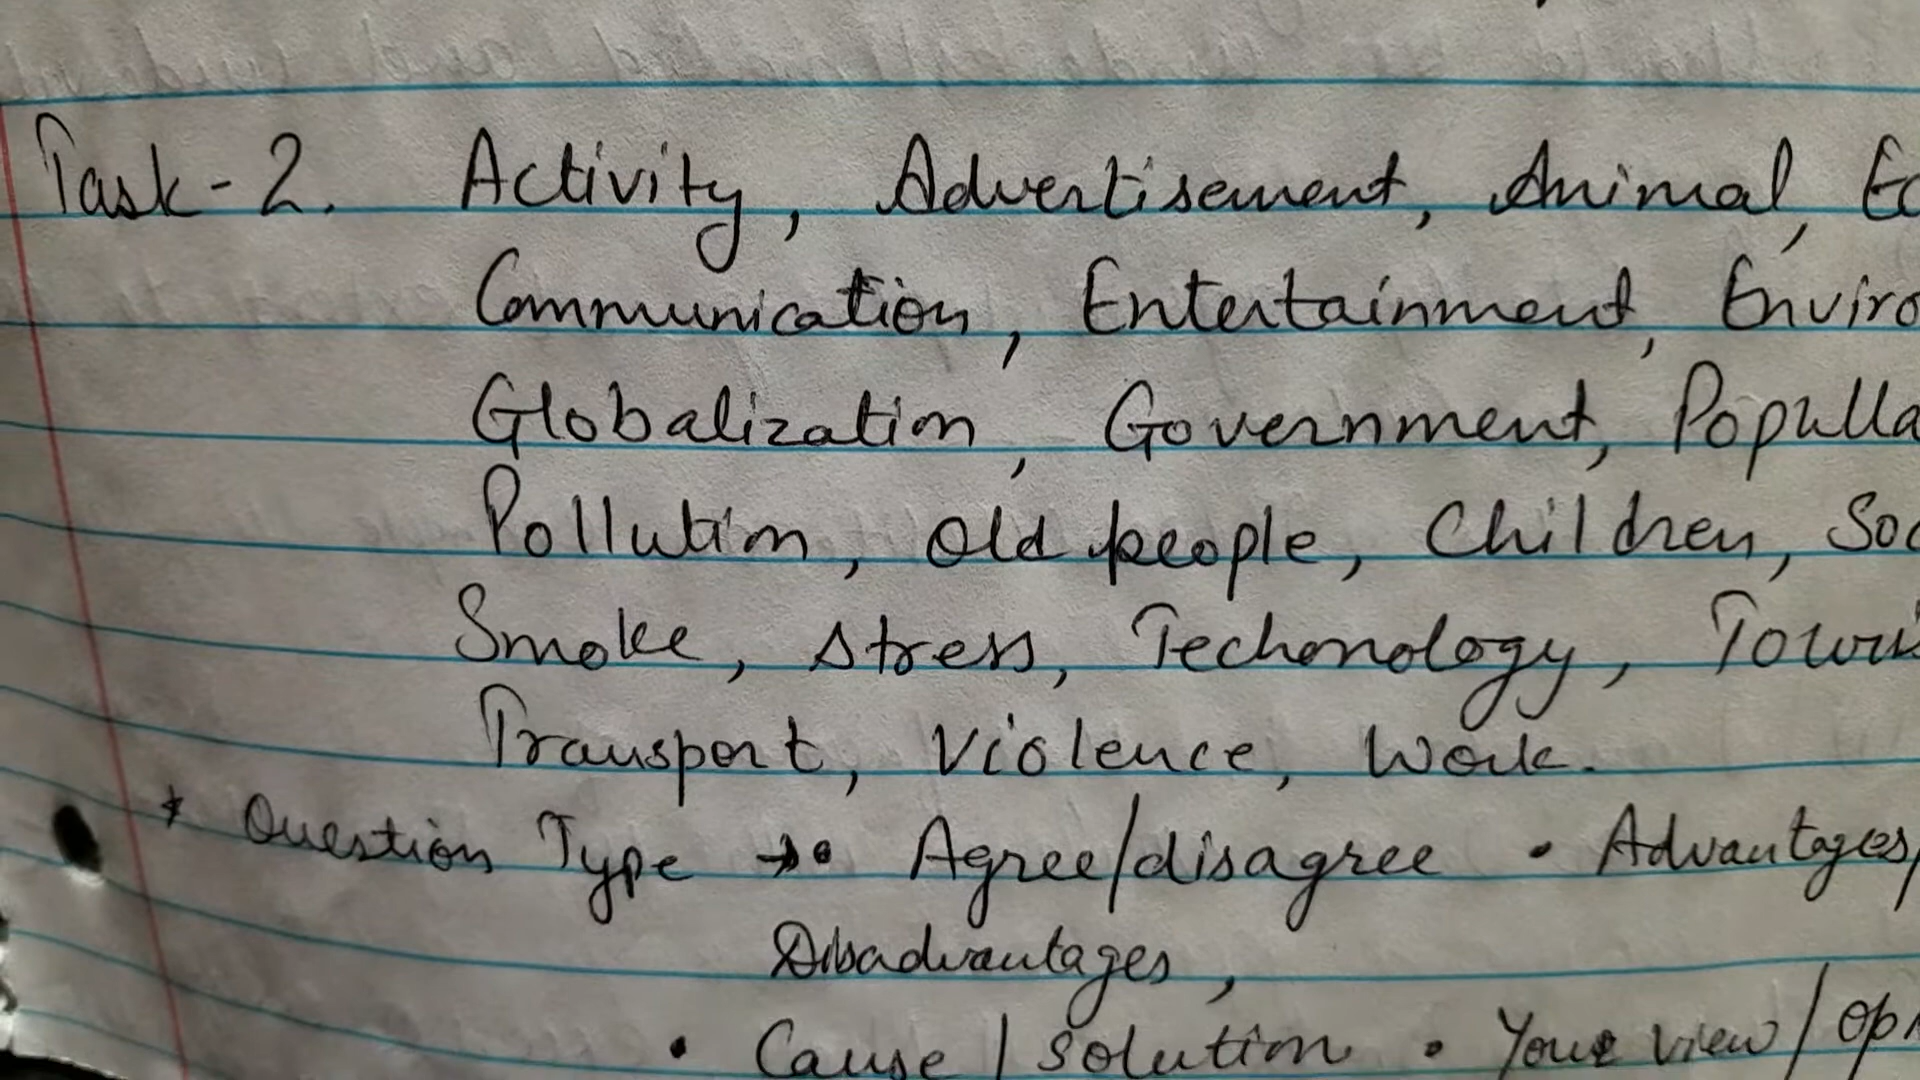 Task-2. Activity, Advertisement, Animal,
Communication, Entertainment,
Globalization, Government,
Pollution, Old people, Children,
Smoke, stress, Techonology,
Transport, Violence, Work.
* Question Type → • Agree/disagree • Advantages/
Disadvantages,
• Cause / solution • Your view /